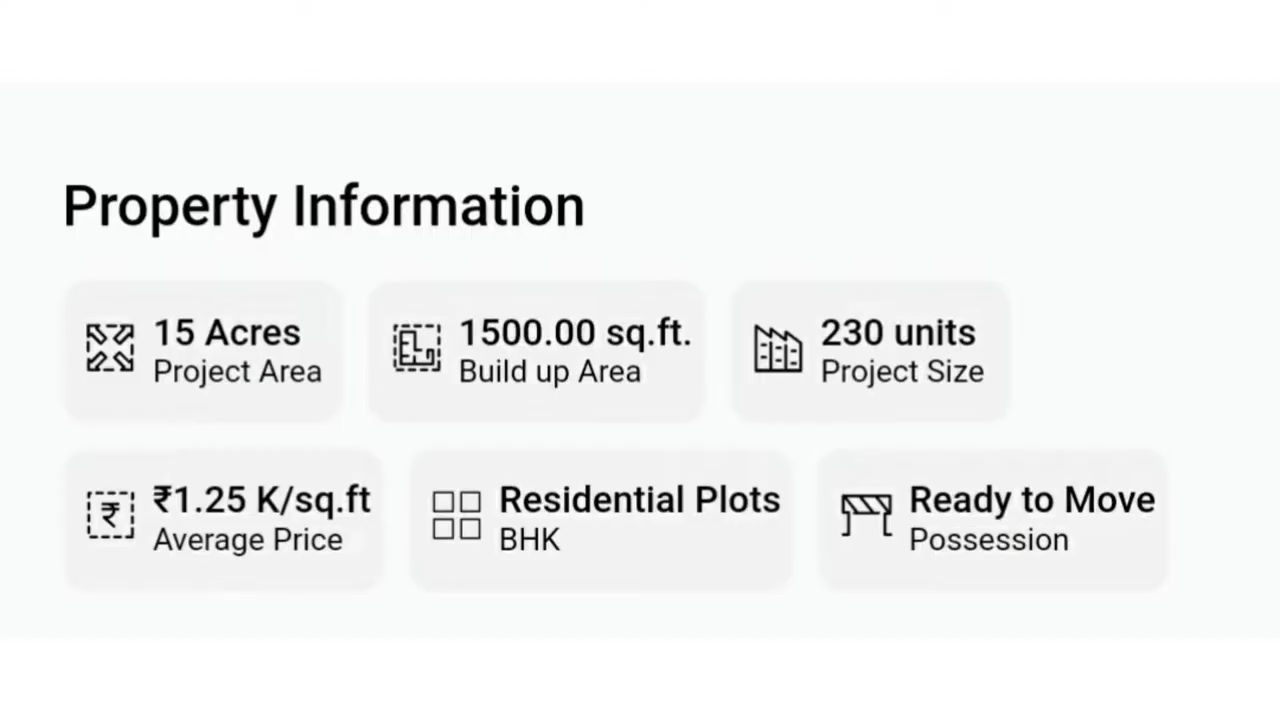 Property Information
15 Acres
Project Area
1500.00 sq.ft.
Build up Area
230 units
Project Size
₹1.25 K/sq.ft
Average Price
Residential Plots
BHK
Ready to Move
Possession